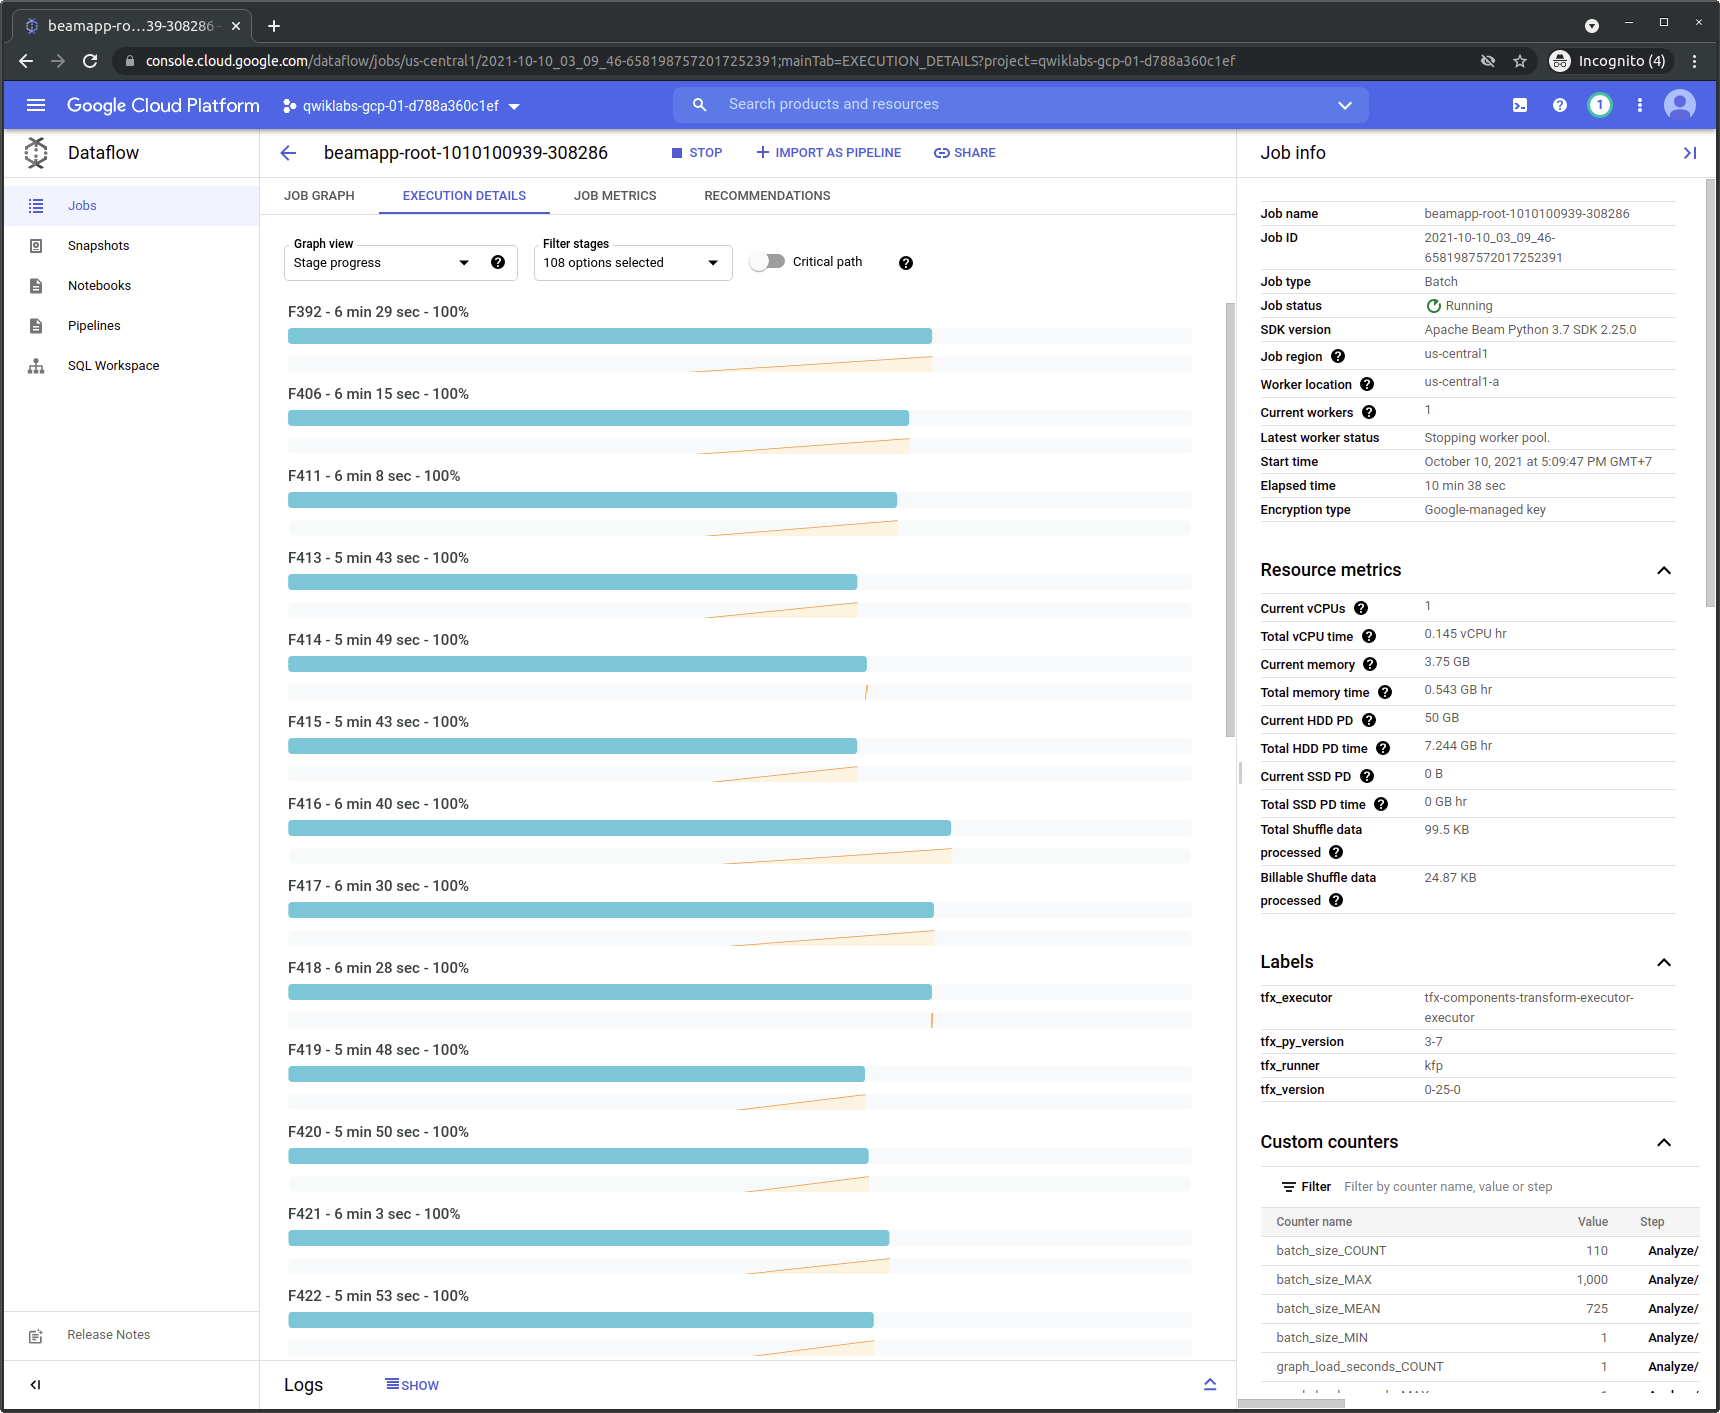 beamapp-ro…39-308286
console.cloud.google.com/dataflow/jobs/us-central1/2021-10-10_03_09_46-6581987572017252391;mainTab=EXECUTION_DETAILS?project=qwiklabs-gcp-01-d788a360c1ef
Incognito (4)
Google Cloud Platform
qwiklabs-gcp-01-d788a360c1ef
Search products and resources
1
Dataflow
Jobs
Snapshots
Notebooks
Pipelines
SQL Workspace
Release Notes
beamapp-root-1010100939-308286
STOP
IMPORT AS PIPELINE
SHARE
JOB GRAPH
EXECUTION DETAILS
JOB METRICS
RECOMMENDATIONS
Graph view
Stage progress
Filter stages
108 options selected
Critical path
F392 - 6 min 29 sec - 100%
F406 - 6 min 15 sec - 100%
F411 - 6 min 8 sec - 100%
F413 - 5 min 43 sec - 100%
F414 - 5 min 49 sec - 100%
F415 - 5 min 43 sec - 100%
F416 - 6 min 40 sec - 100%
F417 - 6 min 30 sec - 100%
F418 - 6 min 28 sec - 100%
F419 - 5 min 48 sec - 100%
F420 - 5 min 50 sec - 100%
F421 - 6 min 3 sec - 100%
F422 - 5 min 53 sec - 100%
Logs
SHOW
Job info
Job name beamapp-root-1010100939-308286
Job ID 2021-10-10_03_09_46-
6581987572017252391
Job type Batch
Job status Running
SDK version Apache Beam Python 3.7 SDK 2.25.0
Job region us-central1
Worker location us-central1-a
Current workers 1
Latest worker status Stopping worker pool.
Start time October 10, 2021 at 5:09:47 PM GMT+7
Elapsed time 10 min 38 sec
Encryption type Google-managed key
Resource metrics
Current vCPUs 1
Total vCPU time 0.145 vCPU hr
Current memory 3.75 GB
Total memory time 0.543 GB hr
Current HDD PD 50 GB
Total HDD PD time 7.244 GB hr
Current SSD PD 0 B
Total SSD PD time 0 GB hr
Total Shuffle data 99.5 KB
processed
Billable Shuffle data 24.87 KB
processed
Labels
tfx_executor tfx-components-transform-executor-
executor
tfx_py_version 3-7
tfx_runner kfp
tfx_version 0-25-0
Custom counters
Filter Filter by counter name, value or step
Counter name Value Step
batch_size_COUNT 110 Analyze/
batch_size_MAX 1,000 Analyze/
batch_size_MEAN 725 Analyze/
batch_size_MIN 1 Analyze/
graph_load_seconds_COUNT 1 Analyze/